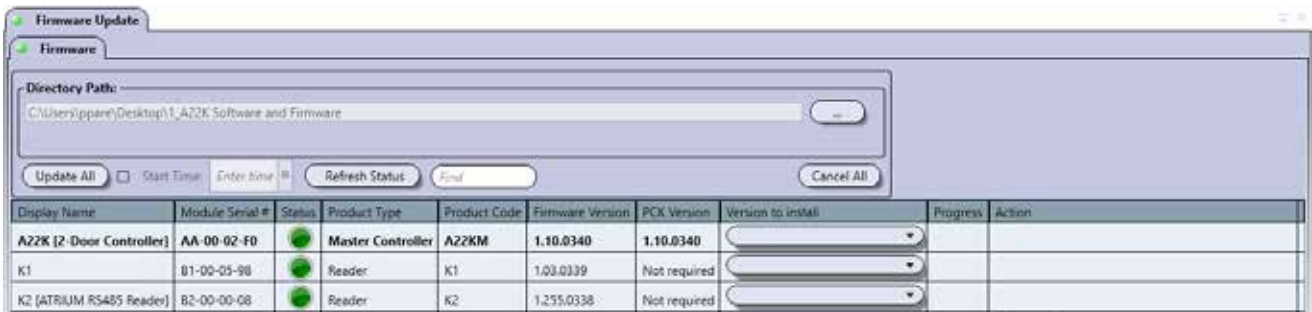 Firmware Update
Firmware
Directory Path:
C:\Users\ppare\Desktop\1_A22K Software and Firmware
...
Update All Start Time: Enter time Refresh Status Find Cancel All
Display Name Module Serial # Status Product Type Product Code Firmware Version PCX Version Version to install Progress Action
A22K [2-Door Controller] AA-00-02-F0 Master Controller A22KM 1.10.0340 1.10.0340
K1 B1-00-05-98 Reader K1 1.03.0339 Not required
K2 [ATRIUM RS485 Reader] B2-00-00-08 Reader K2 1.255.0338 Not required